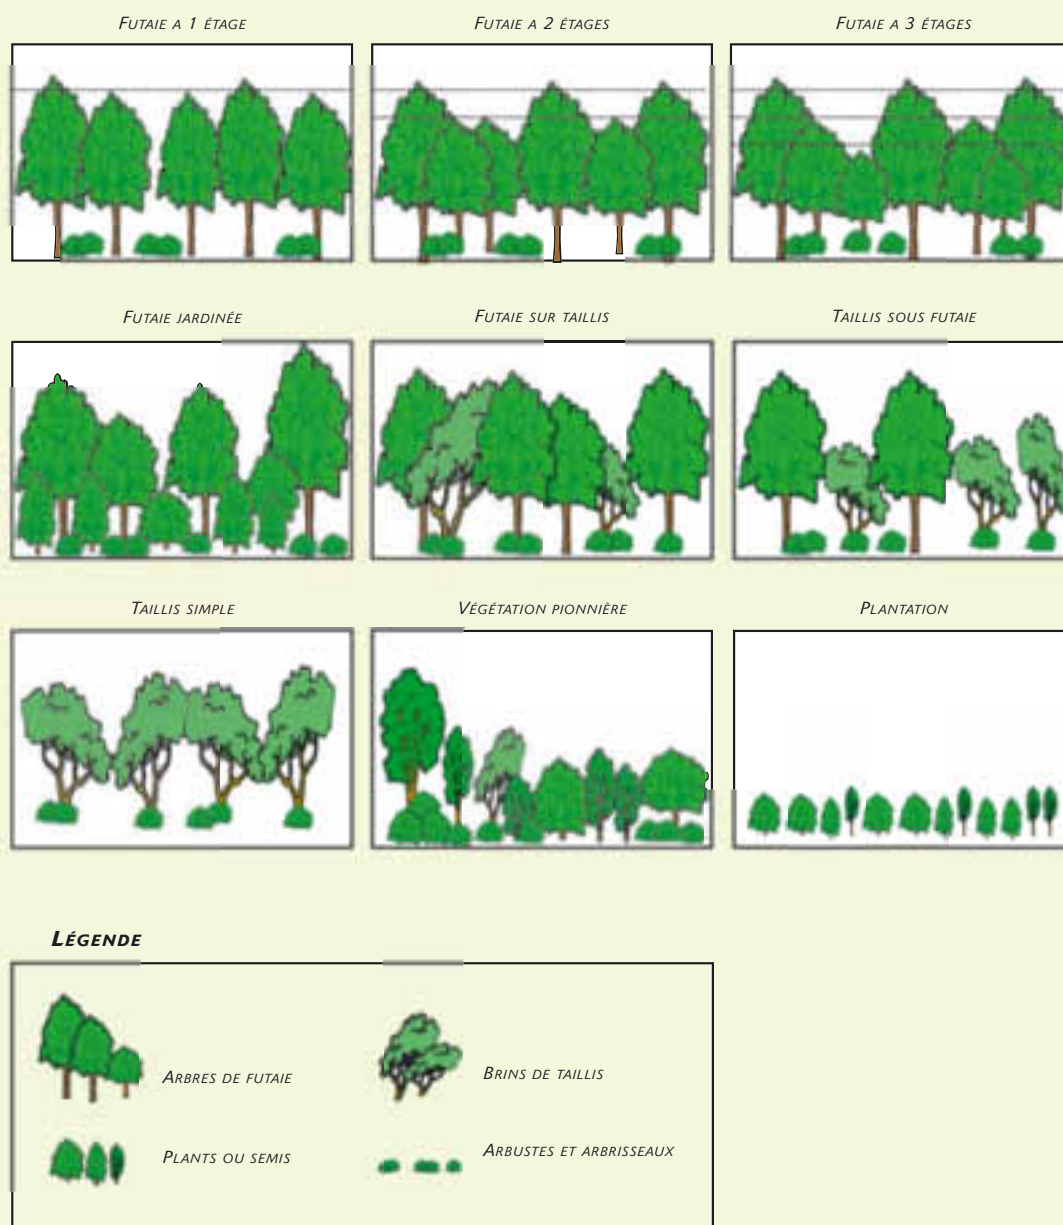 FUTAIE A 1 ÉTAGE
FUTAIE A 2 ÉTAGES
FUTAIE A 3 ÉTAGES
FUTAIE JARDINÉE
FUTAIE SUR TAILLIS
TAILLIS SOUS FUTAIE
TAILLIS SIMPLE
VÉGÉTATION PIONNIÈRE
PLANTATION
LÉGENDE
ARBRES DE FUTAIE
BRINS DE TAILLIS
PLANTS OU SEMIS
ARBUSTES ET ARBRISSEAUX